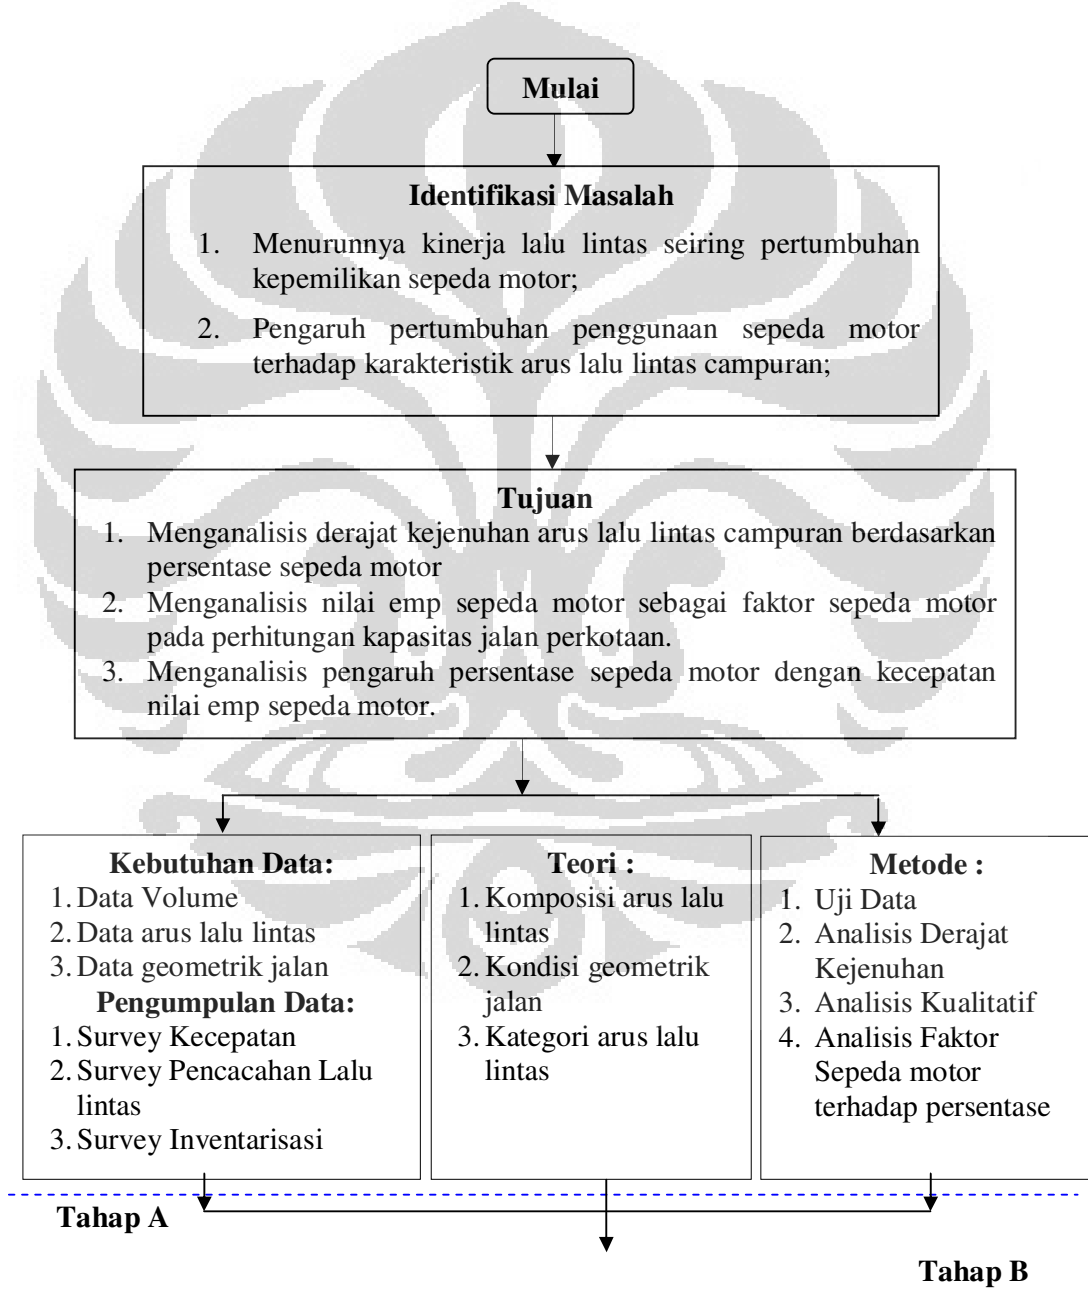 Mulai
Identifikasi Masalah
1. Menurunnya kinerja lalu lintas seiring pertumbuhan
kepemilikan sepeda motor;
2. Pengaruh pertumbuhan penggunaan sepeda motor
terhadap karakteristik arus lalu lintas campuran;
Tujuan
1. Menganalisis derajat kejenuhan arus lalu lintas campuran berdasarkan
persentase sepeda motor
2. Menganalisis nilai emp sepeda motor sebagai faktor sepeda motor
pada perhitungan kapasitas jalan perkotaan.
3. Menganalisis pengaruh persentase sepeda motor dengan kecepatan
nilai emp sepeda motor.
Kebutuhan Data:
1. Data Volume
2. Data arus lalu lintas
3. Data geometrik jalan
Pengumpulan Data:
1. Survey Kecepatan
2. Survey Pencacahan Lalu
lintas
3. Survey Inventarisasi
Teori :
1. Komposisi arus lalu
lintas
2. Kondisi geometrik
jalan
3. Kategori arus lalu
lintas
Metode :
1. Uji Data
2. Analisis Derajat
Kejenuhan
3. Analisis Kualitatif
4. Analisis Faktor
Sepeda motor
terhadap persentase
Tahap A
Tahap B